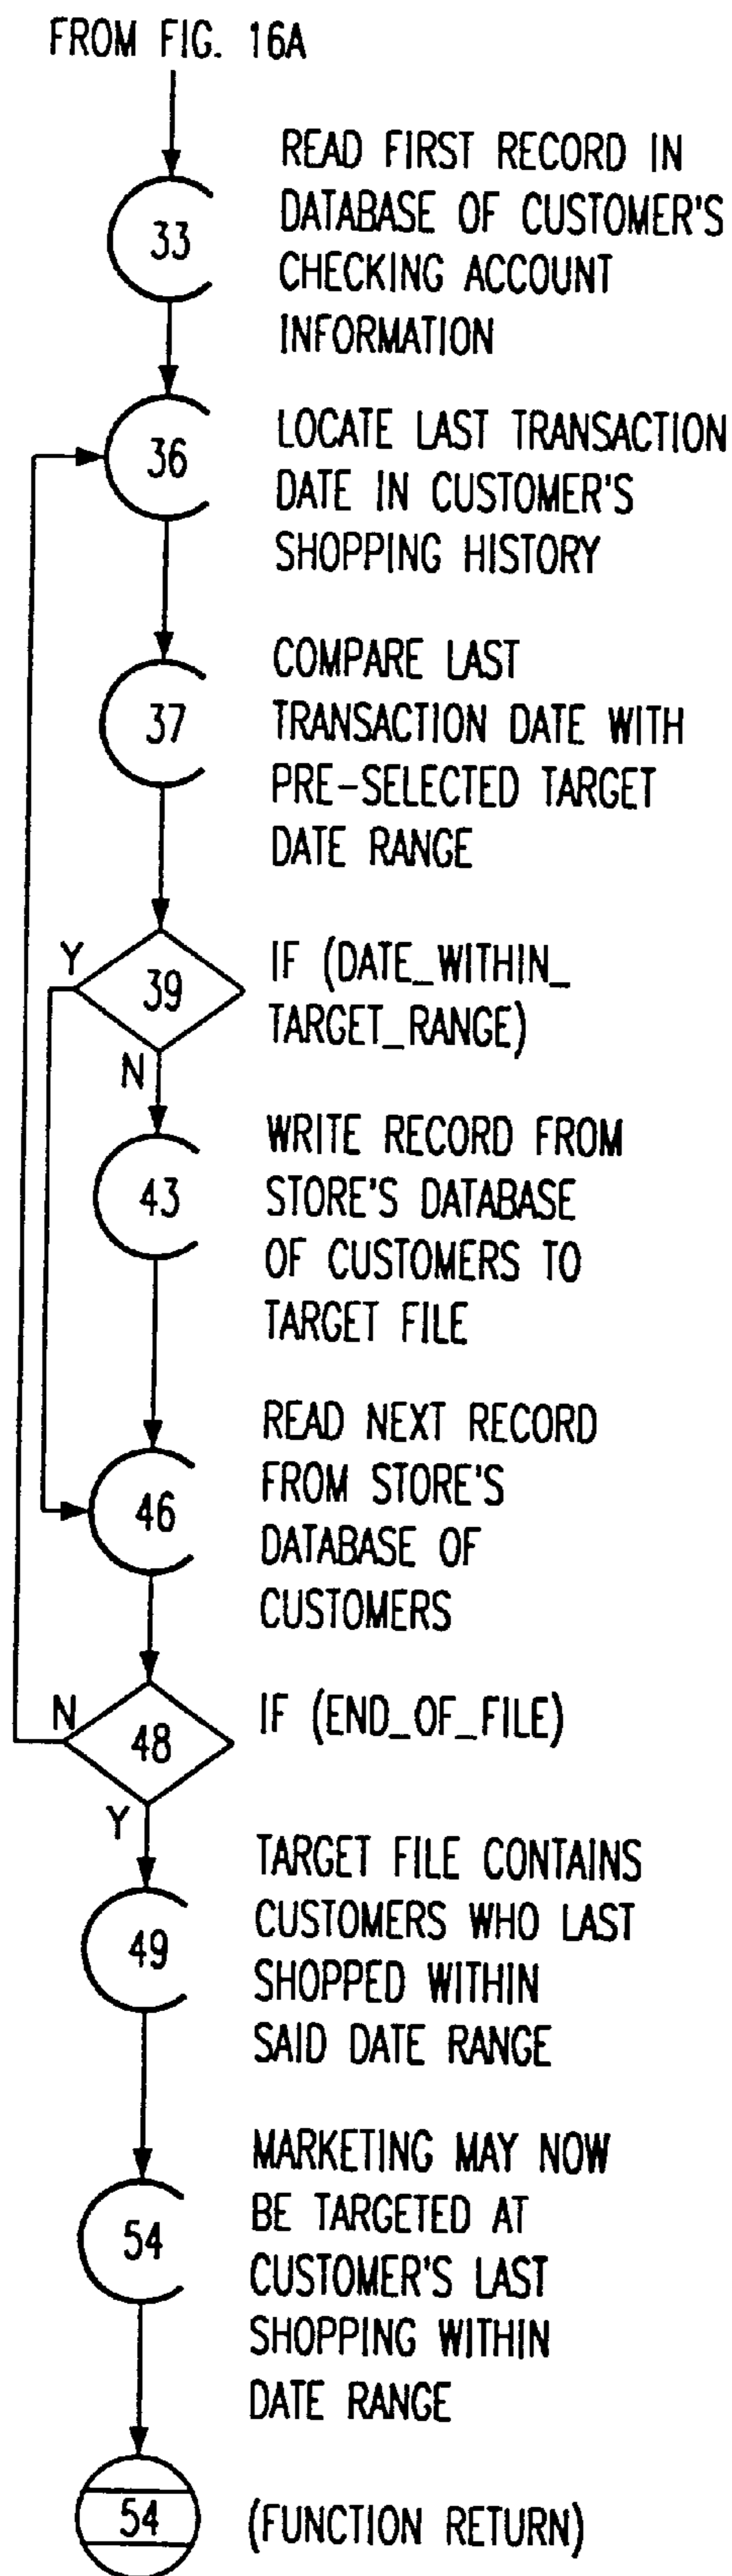 FROM FIG. 16A
33
READ FIRST RECORD IN
DATABASE OF CUSTOMER'S
CHECKING ACCOUNT
INFORMATION
36
LOCATE LAST TRANSACTION
DATE IN CUSTOMER'S
SHOPPING HISTORY
37
COMPARE LAST
TRANSACTION DATE WITH
PRE-SELECTED TARGET
DATE RANGE
Y
39
N
IF (DATE_WITHIN_
TARGET_RANGE)
43
WRITE RECORD FROM
STORE'S DATABASE
OF CUSTOMERS TO
TARGET FILE
46
READ NEXT RECORD
FROM STORE'S
DATABASE OF
CUSTOMERS
N
48
Y
IF (END_OF_FILE)
49
TARGET FILE CONTAINS
CUSTOMERS WHO LAST
SHOPPED WITHIN
SAID DATE RANGE
54
MARKETING MAY NOW
BE TARGETED AT
CUSTOMER'S LAST
SHOPPING WITHIN
DATE RANGE
54
(FUNCTION RETURN)